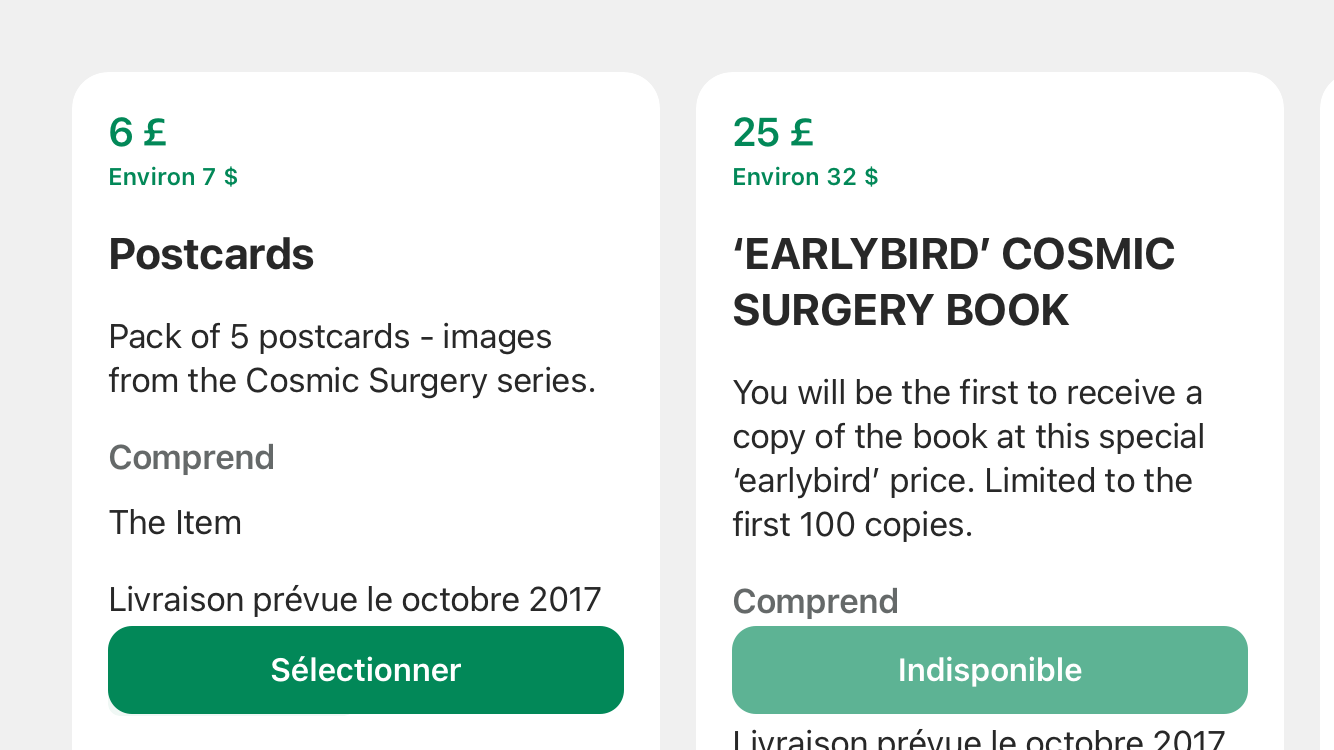 6 £
Environ 7 $
Postcards
Pack of 5 postcards - images
from the Cosmic Surgery series.
Comprend
The Item
Livraison prévue le octobre 2017
Sélectionner
25 £
Environ 32 $
‘EARLYBIRD’ COSMIC
SURGERY BOOK
You will be the first to receive a
copy of the book at this special
‘earlybird’ price. Limited to the
first 100 copies.
Comprend
Indisponible
Livraison prévue le octobre 2017